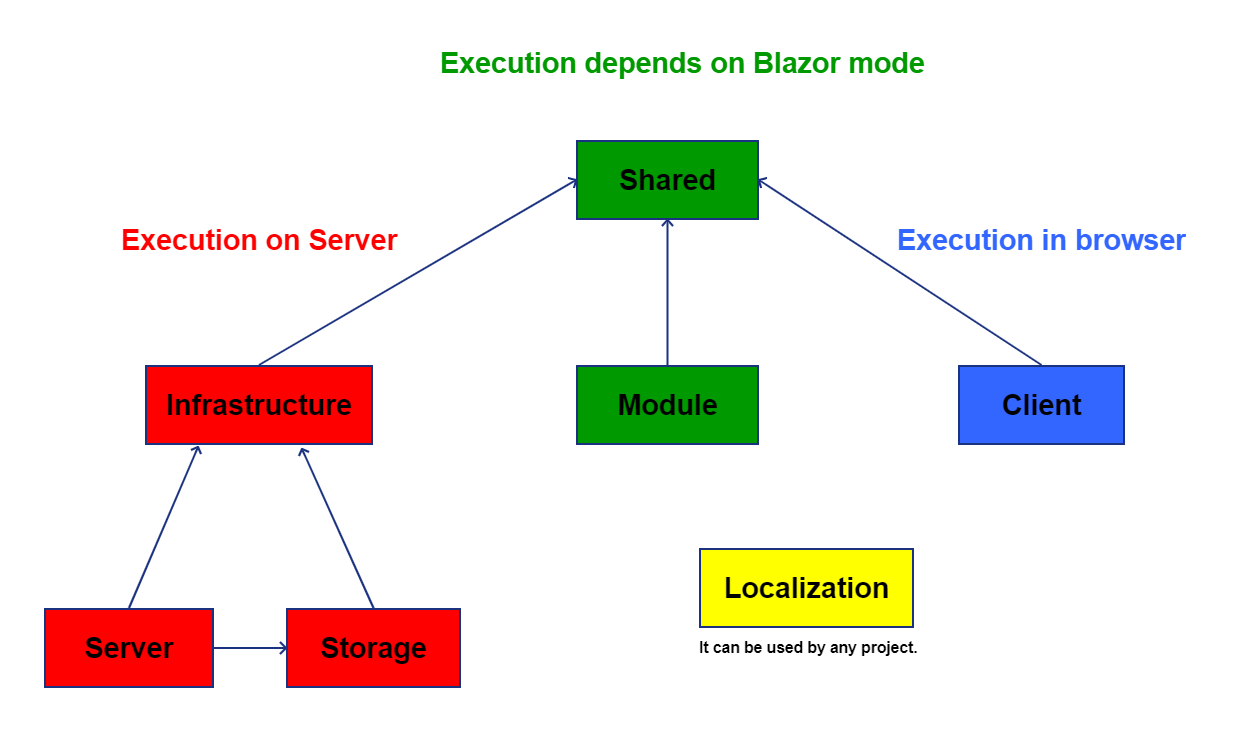 Execution depends on Blazor mode
Shared
Execution on Server
Execution in browser
Infrastructure
Module
Client
Localization
It can be used by any project.
Server
Storage